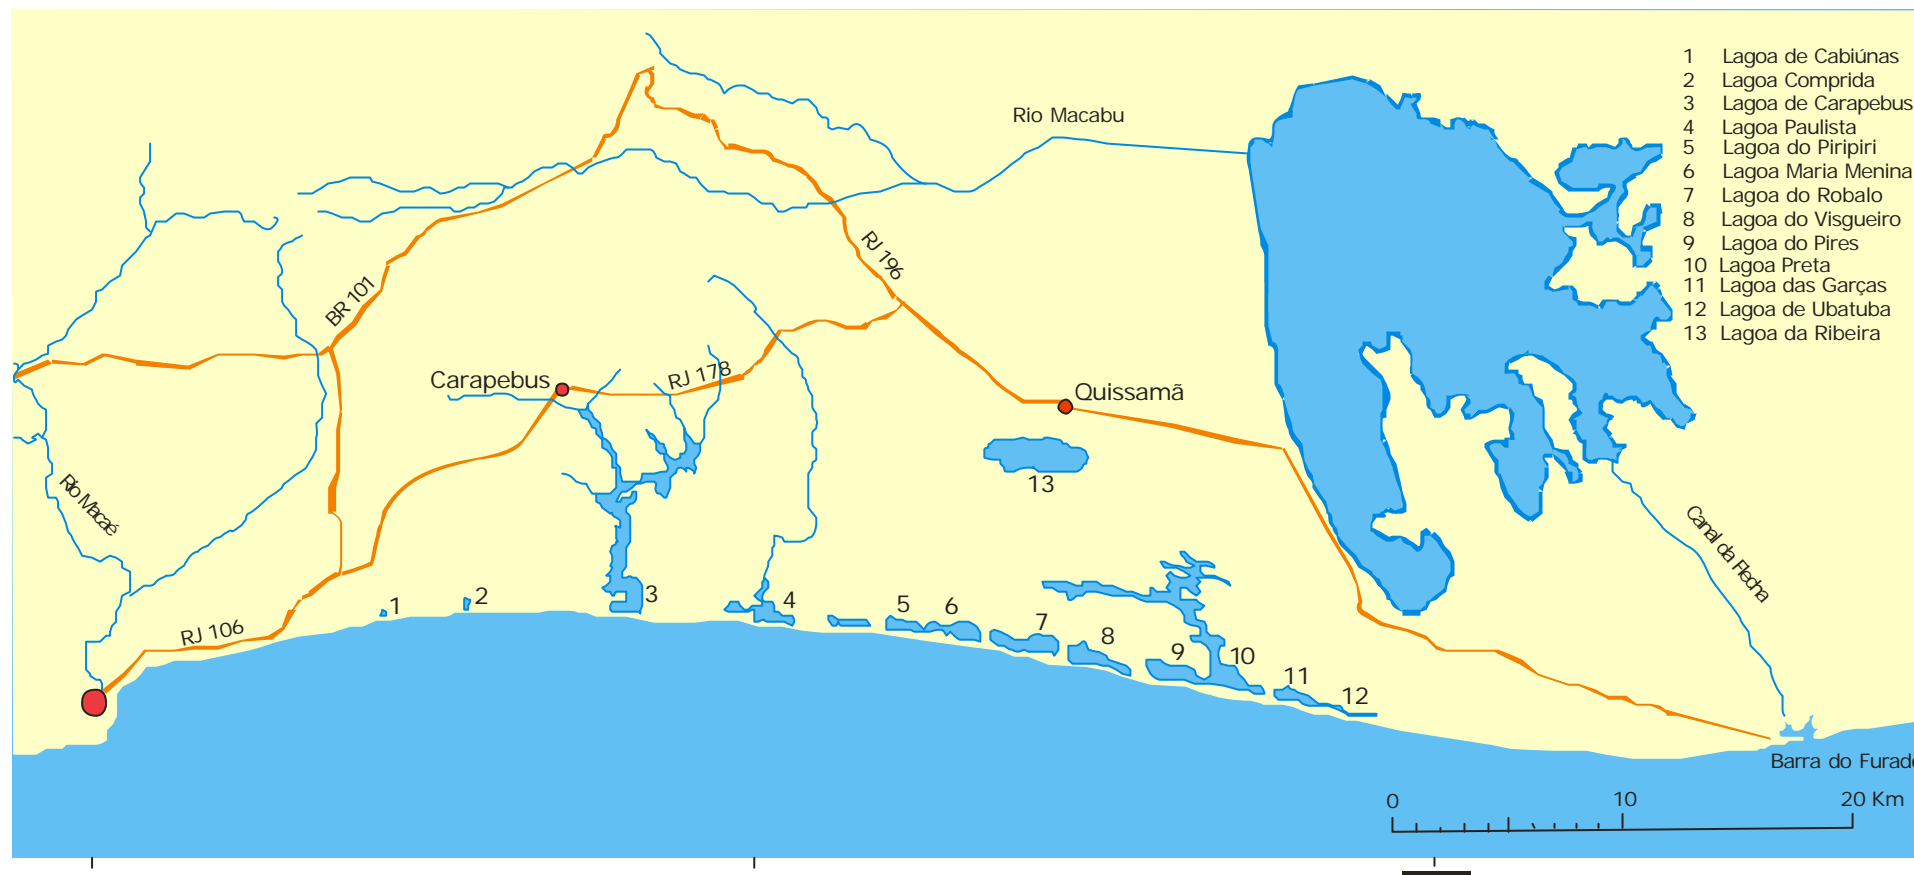 1 Lagoa de Cabiúnas
2 Lagoa Comprida
3 Lagoa de Carapebus
4 Lagoa Paulista
5 Lagoa do Piripiri
6 Lagoa Maria Menina
7 Lagoa do Robalo
8 Lagoa do Visgueiro
9 Lagoa do Pires
10 Lagoa Preta
11 Lagoa das Garças
12 Lagoa de Ubatuba
13 Lagoa da Ribeira
Rio Macabu
RJ 196
BR 101
Carapebus
RJ 178
Quissamã
13
Rio Macaé
Canal da Flecha
RJ 106
1
2
3
4
5
6
7
8
9
10
11
12
Barra do Furado
0 10 20 Km